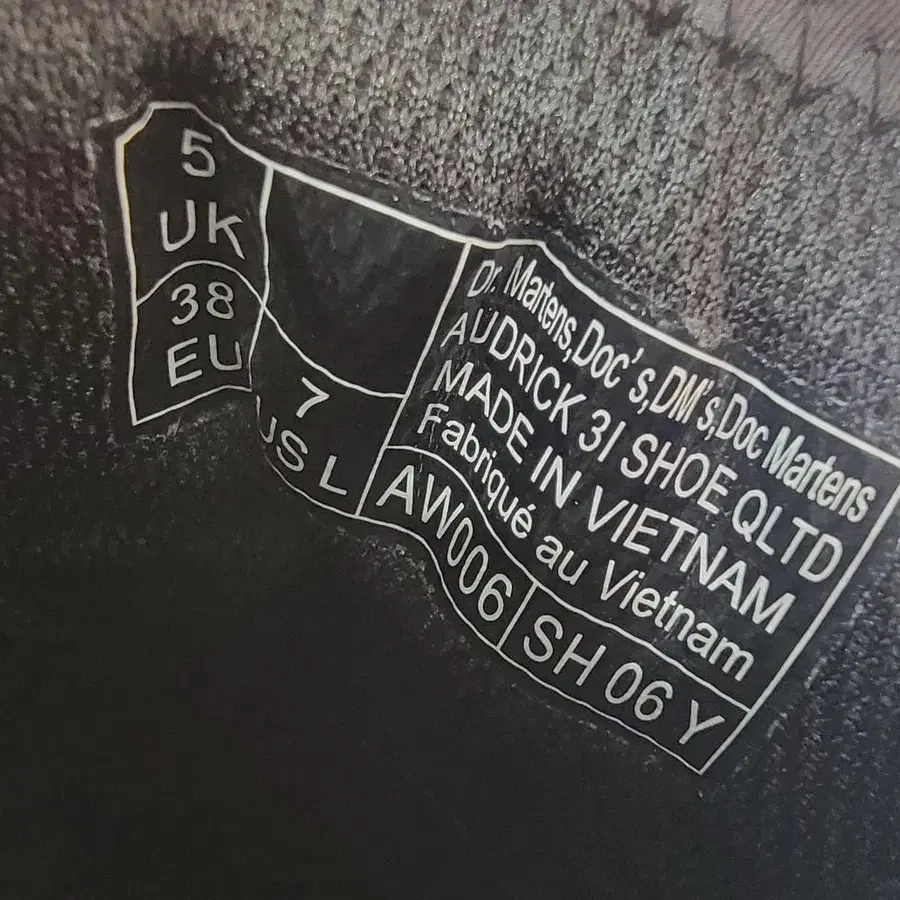 5
UK
38
EU
7
US L
Dr. Martens,Doc's,DM's,Doc Martens
AUDRICK 3I SHOE QLTD
MADE IN VIETNAM
Fabriqué au Vietnam
AW006
SH 06 Y